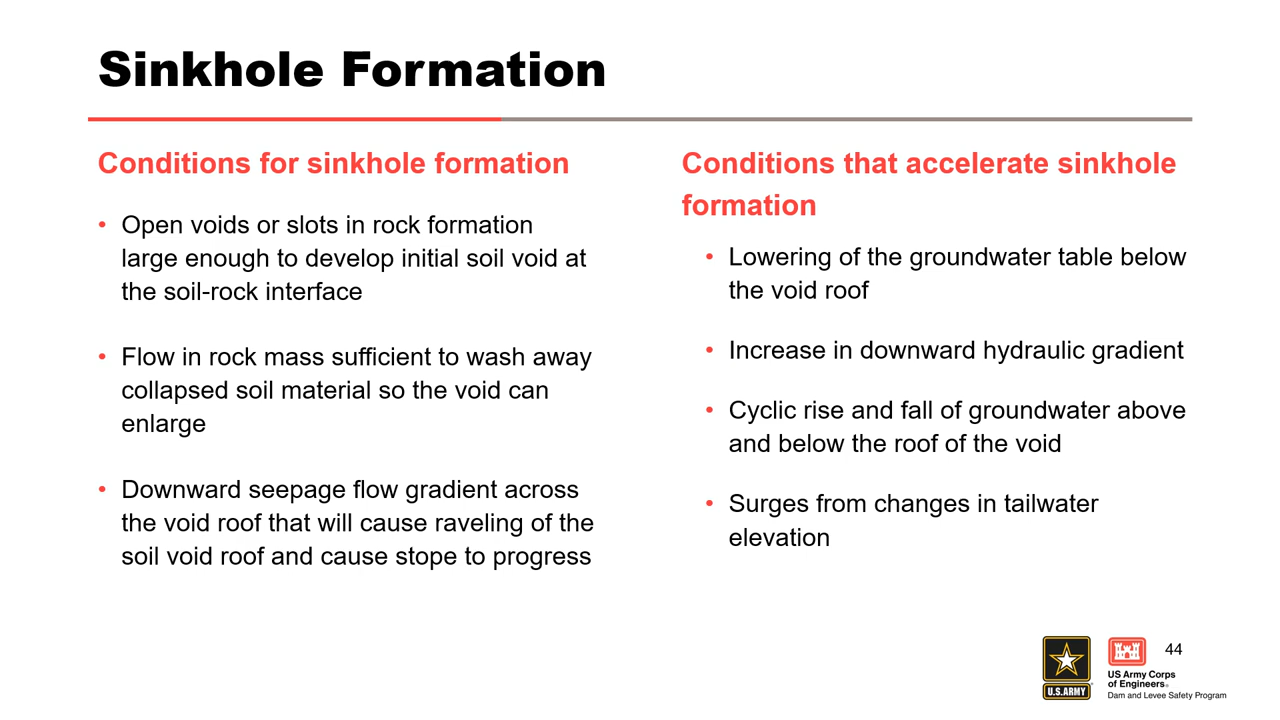 Sinkhole Formation
Conditions for sinkhole formation
• Open voids or slots in rock formation
large enough to develop initial soil void at
the soil-rock interface
• Flow in rock mass sufficient to wash away
collapsed soil material so the void can
enlarge
• Downward seepage flow gradient across
the void roof that will cause raveling of the
soil void roof and cause stope to progress
Conditions that accelerate sinkhole
formation
• Lowering of the groundwater table below
the void roof
• Increase in downward hydraulic gradient
• Cyclic rise and fall of groundwater above
and below the roof of the void
• Surges from changes in tailwater
elevation
U.S.ARMY
US Army Corps
of Engineers®
Dam and Levee Safety Program
44